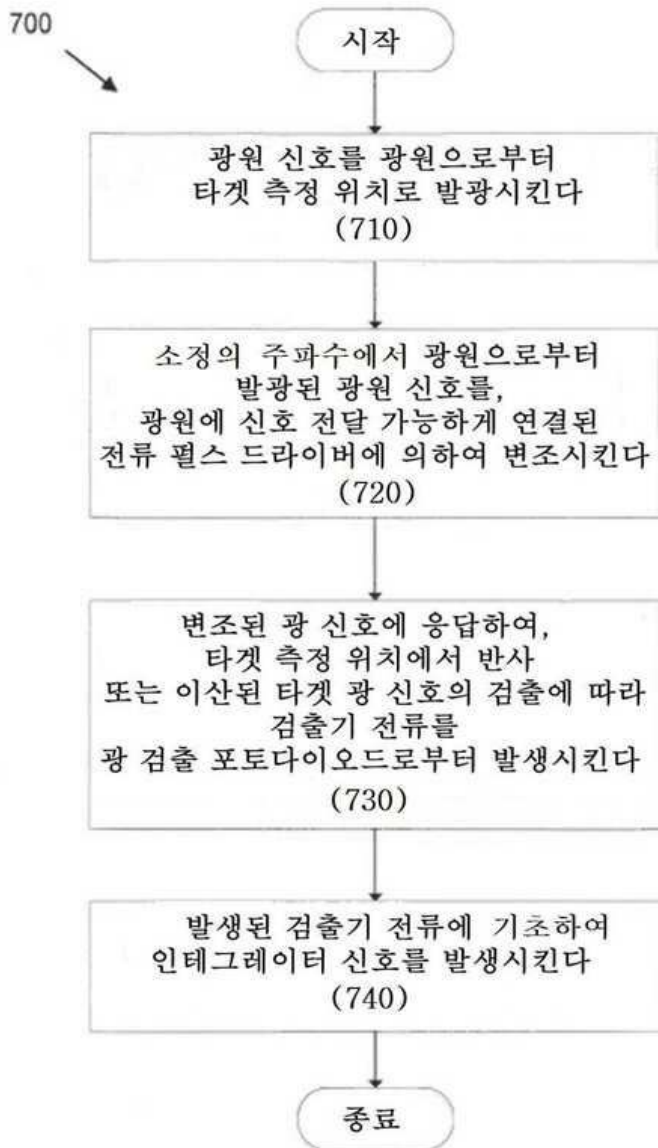 700
시작
광원 신호를 광원으로부터
타겟 측정 위치로 발광시킨다
(710)
소정의 주파수에서 광원으로부터
발광된 광원 신호를,
광원에 신호 전달 가능하게 연결된
전류 펄스 드라이버에 의하여 변조시킨다
(720)
변조된 광 신호에 응답하여,
타겟 측정 위치에서 반사
또는 이산된 타겟 광 신호의 검출에 따라
검출기 전류를
광 검출 포토다이오드로부터 발생시킨다
(730)
발생된 검출기 전류에 기초하여
인테그레이터 신호를 발생시킨다
(740)
종료